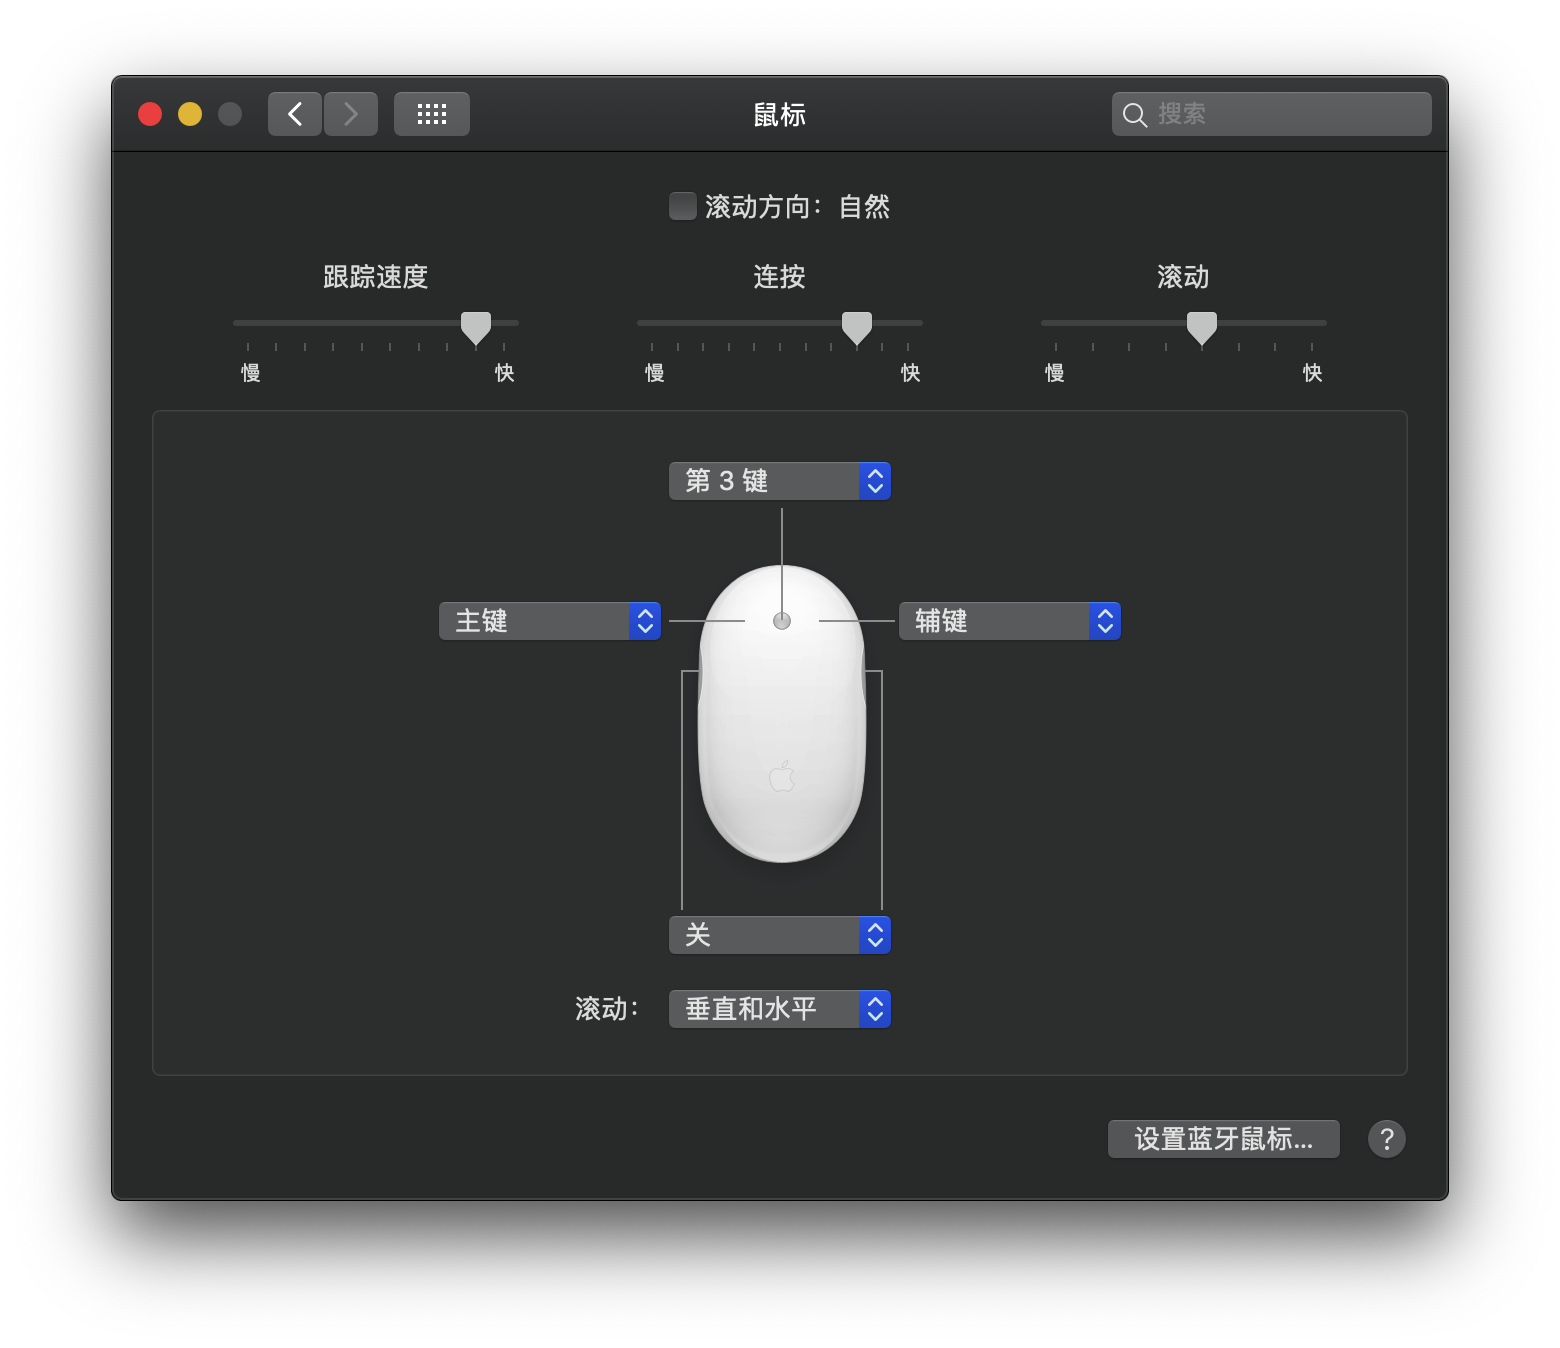 鼠标
搜索
滚动方向：自然
跟踪速度
慢 快
连按
慢 快
滚动
慢 快
第 3 键
主键
辅键
关
滚动：
垂直和水平
设置蓝牙鼠标...
?